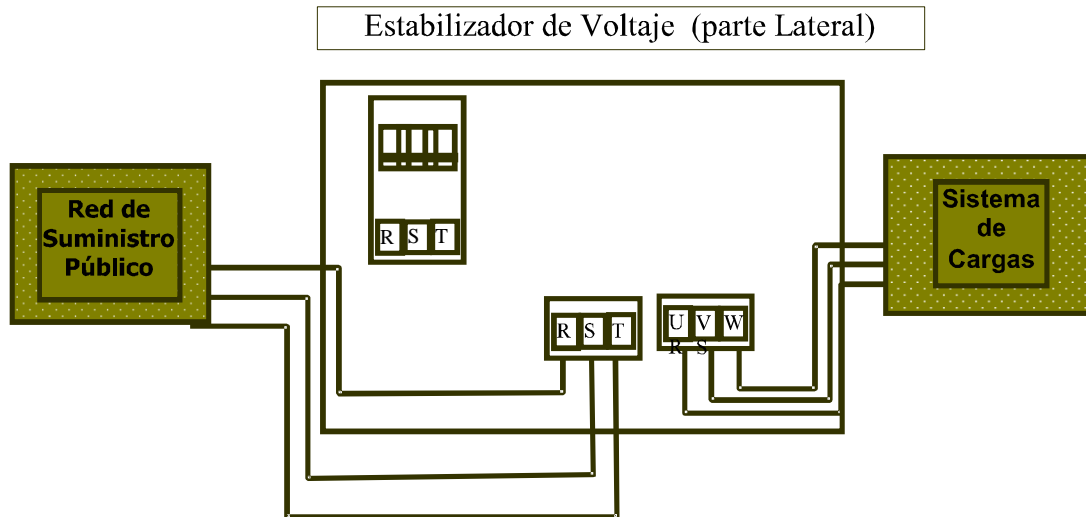 Estabilizador de Voltaje (parte Lateral)
Red de
Suministro
Público
R S T
R S T
U V W
R S
Sistema
de
Cargas